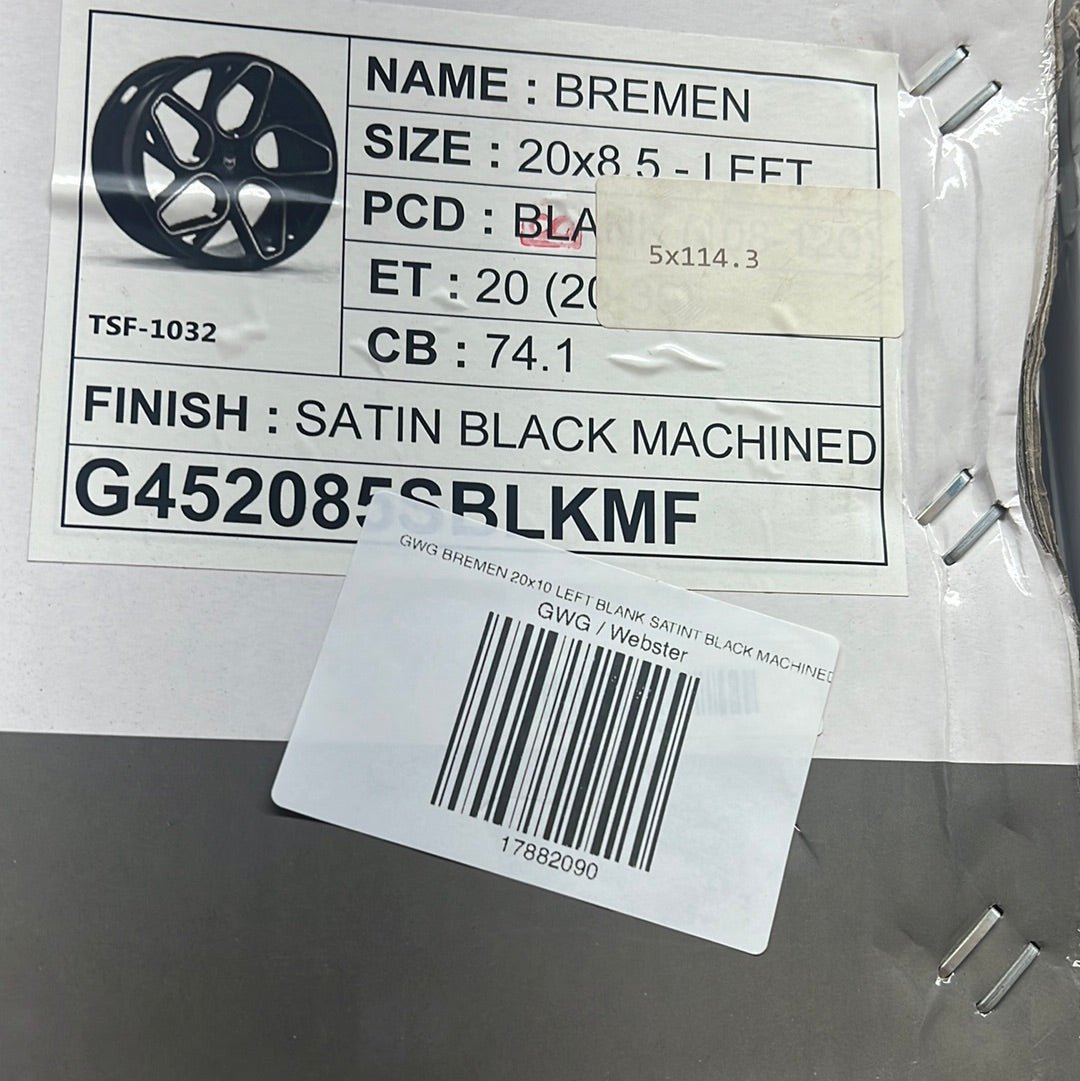 NAME : BREMEN
SIZE : 20x8.5 - LEFT
PCD : BLA
5x114.3
ET : 20 (20
TSF-1032
CB : 74.1
FINISH : SATIN BLACK MACHINED
G452085SBLKMF
GWG BREMEN 20x10 LEFT BLANK SATINT BLACK MACHINED
GWG / Webster
17882090